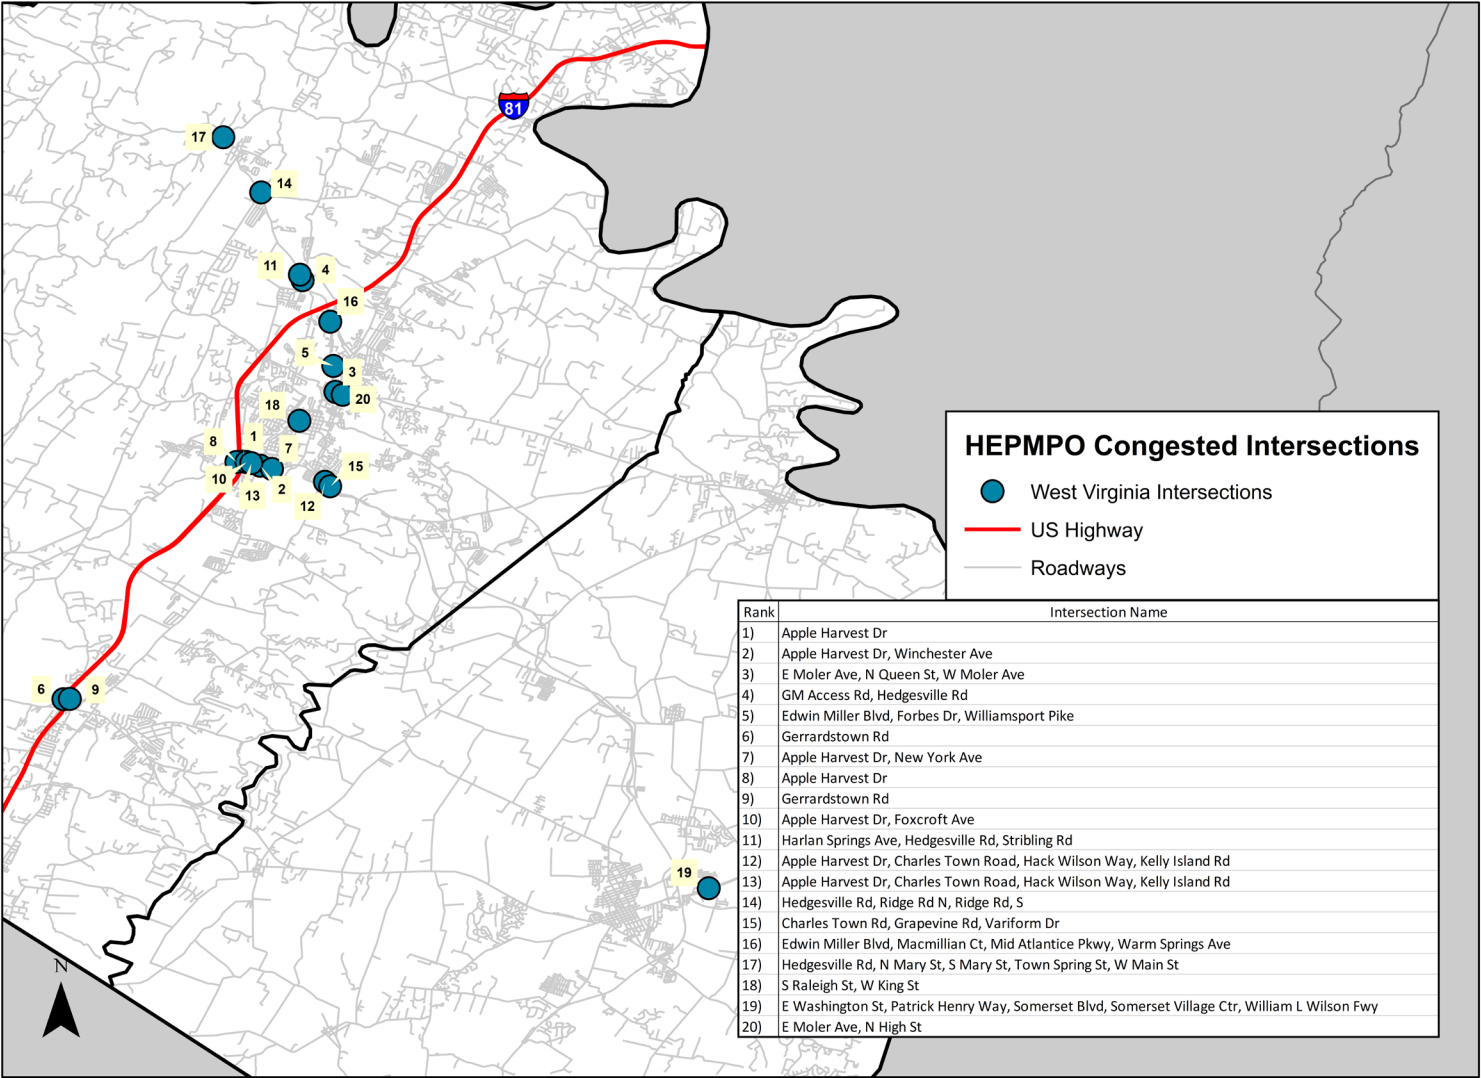 81
17
14
11
4
16
5
3
20
18
8
1
7
10
13
2
15
12
6
9
19
N
HEPMPO Congested Intersections
West Virginia Intersections
US Highway
Roadways
Rank Intersection Name
1) Apple Harvest Dr
2) Apple Harvest Dr, Winchester Ave
3) E Moler Ave, N Queen St, W Moler Ave
4) GM Access Rd, Hedgesville Rd
5) Edwin Miller Blvd, Forbes Dr, Williamsport Pike
6) Gerrardstown Rd
7) Apple Harvest Dr, New York Ave
8) Apple Harvest Dr
9) Gerrardstown Rd
10) Apple Harvest Dr, Foxcroft Ave
11) Harlan Springs Ave, Hedgesville Rd, Stribling Rd
12) Apple Harvest Dr, Charles Town Road, Hack Wilson Way, Kelly Island Rd
13) Apple Harvest Dr, Charles Town Road, Hack Wilson Way, Kelly Island Rd
14) Hedgesville Rd, Ridge Rd N, Ridge Rd, S
15) Charles Town Rd, Grapevine Rd, Variform Dr
16) Edwin Miller Blvd, Macmillian Ct, Mid Atlantice Pkwy, Warm Springs Ave
17) Hedgesville Rd, N Mary St, S Mary St, Town Spring St, W Main St
18) S Raleigh St, W King St
19) E Washington St, Patrick Henry Way, Somerset Blvd, Somerset Village Ctr, William L Wilson Fwy
20) E Moler Ave, N High St